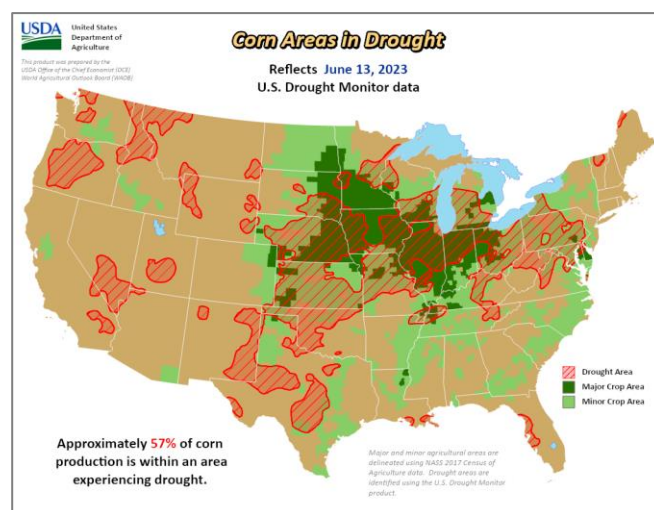 USDA
United States
Department of
Agriculture
This product was prepared by the
USDA Office of the Chief Economist (OCE)
World Agricultural Outlook Board (WAOB)
Corn Areas in Drought
Reflects June 13, 2023
U.S. Drought Monitor data
Drought Area
Major Crop Area
Minor Crop Area
Approximately 57% of corn
production is within an area
experiencing drought.
Major and minor agricultural areas are
delineated using NASS 2017 Census of
Agriculture data. Drought areas are
identified using the U.S. Drought Monitor
product.